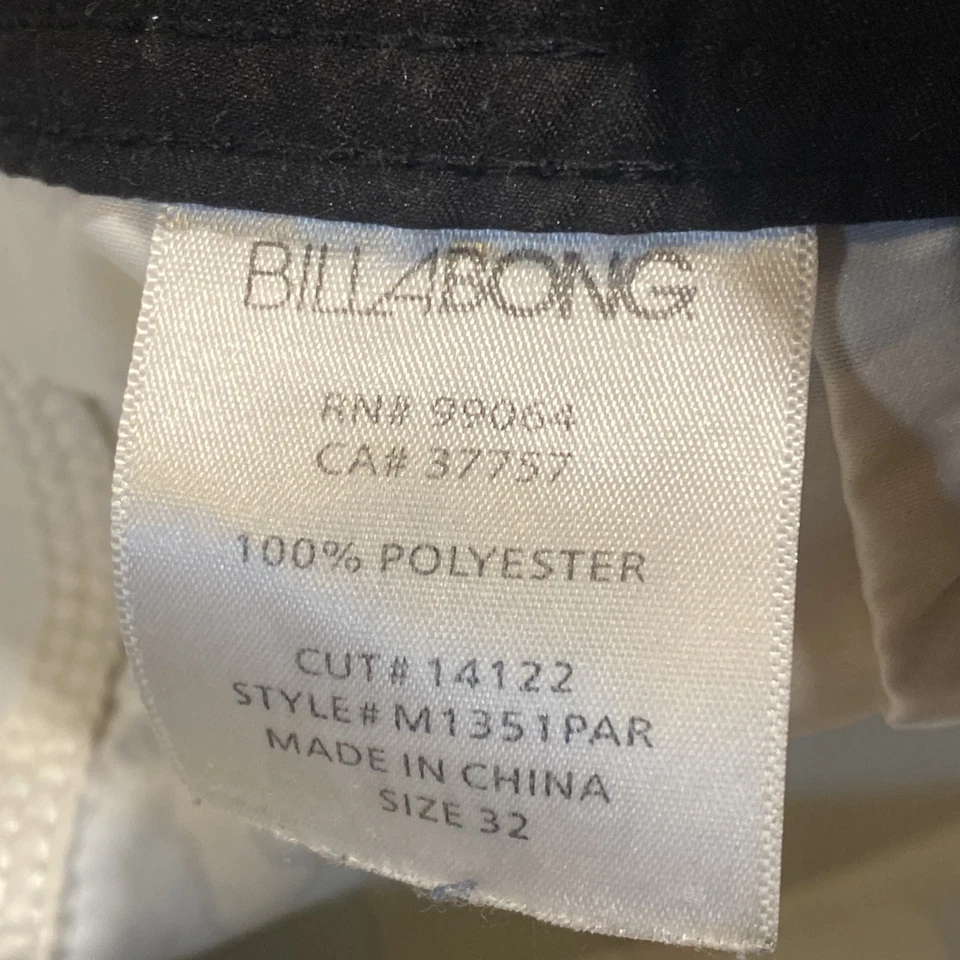 BILLABONG
RN# 99064
CA# 37757
100% POLYESTER
CUT# 14122
STYLE# M1351PAR
MADE IN CHINA
SIZE 32